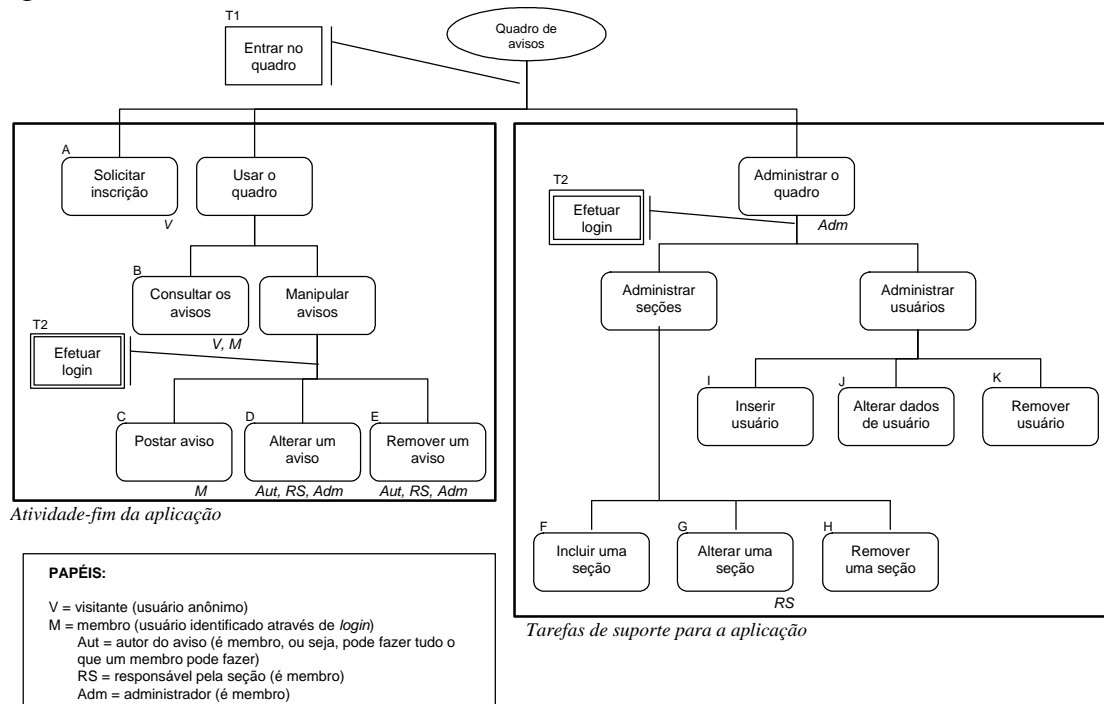 T1
Entrar no
quadro
Quadro de
avisos
A
Solicitar
inscrição
V
Usar o
quadro
B
Consultar os
avisos
V, M
Manipular
avisos
T2
Efetuar
login
C
Postar aviso
M
D
Alterar um
aviso
Aut, RS, Adm
E
Remover um
aviso
Aut, RS, Adm
Atividade-fim da aplicação
Administrar o
quadro
Adm
T2
Efetuar
login
Administrar
seções
Administrar
usuários
I
Inserir
usuário
J
Alterar dados
de usuário
K
Remover
usuário
F
Incluir uma
seção
G
Alterar uma
seção
RS
H
Remover
uma seção
Tarefas de suporte para a aplicação
PAPÉIS:
V = visitante (usuário anônimo)
M = membro (usuário identificado através de login)
Aut = autor do aviso (é membro, ou seja, pode fazer tudo o
que um membro pode fazer)
RS = responsável pela seção (é membro)
Adm = administrador (é membro)